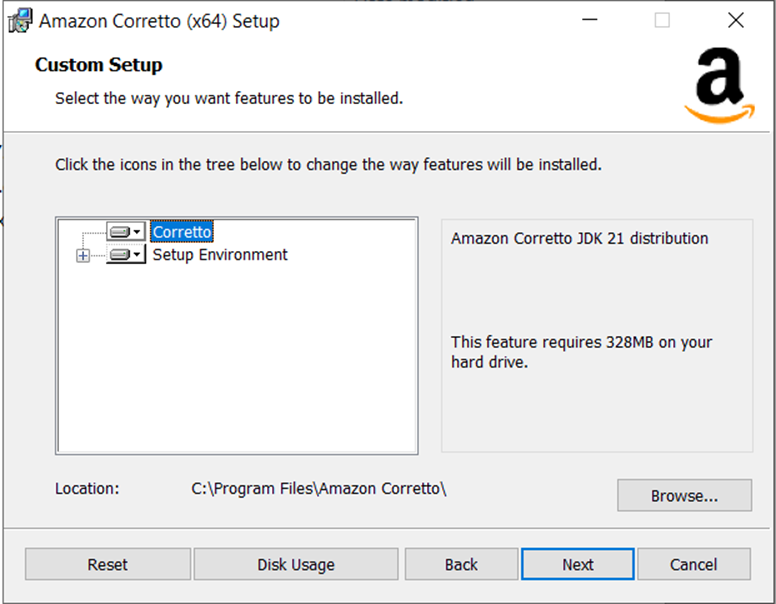 Amazon Corretto (x64) Setup
Custom Setup
Select the way you want features to be installed.
a
Click the icons in the tree below to change the way features will be installed.
Corretto
Setup Environment
Amazon Corretto JDK 21 distribution
This feature requires 328MB on your
hard drive.
Location:
C:\Program Files\Amazon Corretto\
Browse...
Reset
Disk Usage
Back
Next
Cancel